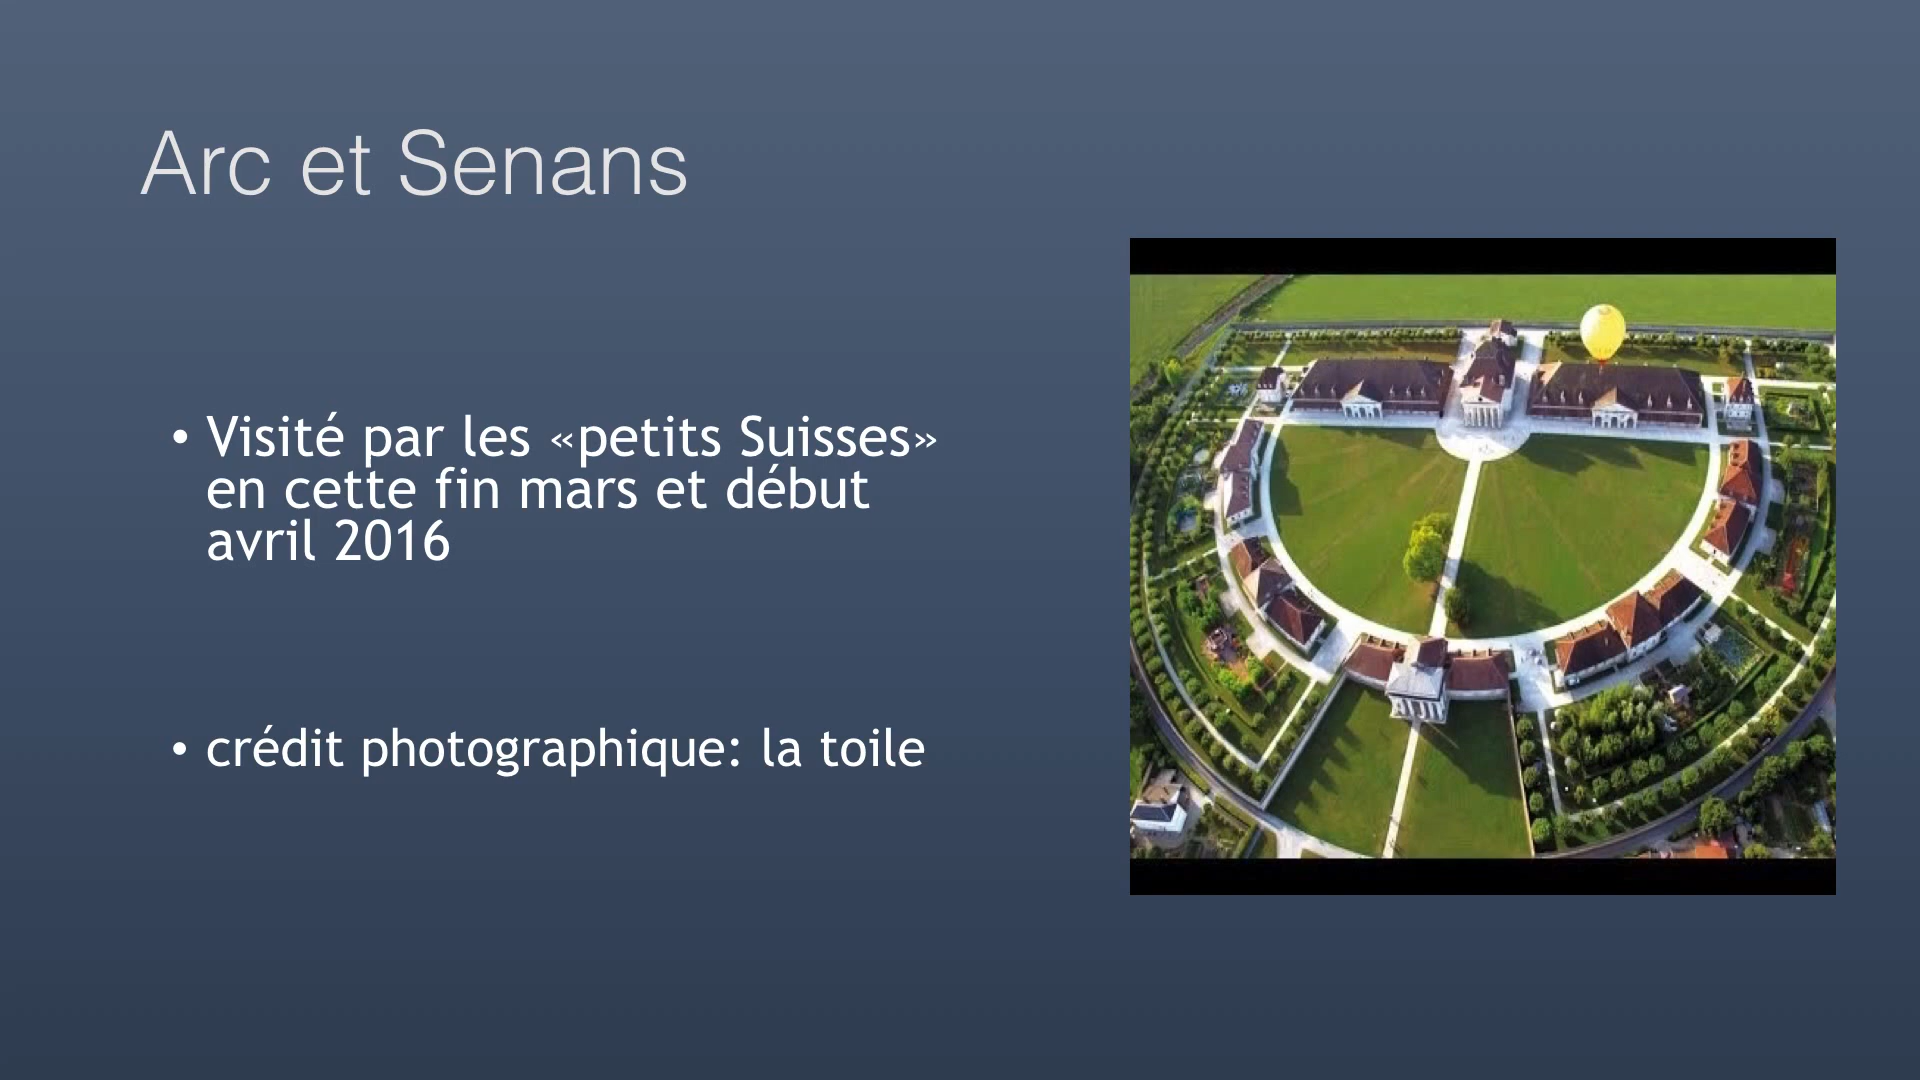 Arc et Senans
• Visité par les «petits Suisses»
en cette fin mars et début
avril 2016
• crédit photographique: la toile